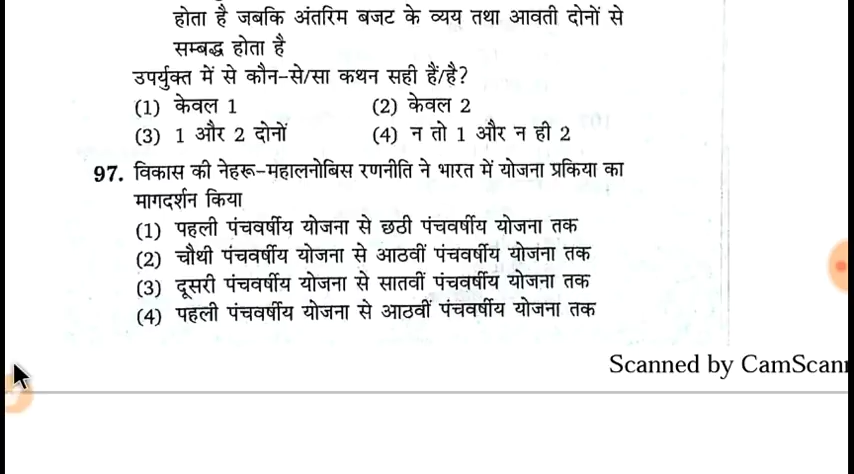 होता है जबकि अंतरिम बजट के व्यय तथा आवती दोनों से
सम्बद्ध होता है
उपर्युक्त में से कौन-से/सा कथन सही हैं/है?
(1) केवल 1 (2) केवल 2
(3) 1 और 2 दोनों (4) न तो 1 और न ही 2
97. विकास की नेहरू-महालनोबिस रणनीति ने भारत में योजना प्रकिया का
मागदर्शन किया
(1) पहली पंचवर्षीय योजना से छठी पंचवर्षीय योजना तक
(2) चौथी पंचवर्षीय योजना से आठवीं पंचवर्षीय योजना तक
(3) दूसरी पंचवर्षीय योजना से सातवीं पंचवर्षीय योजना तक
(4) पहली पंचवर्षीय योजना से आठवीं पंचवर्षीय योजना तक
Scanned by CamScann